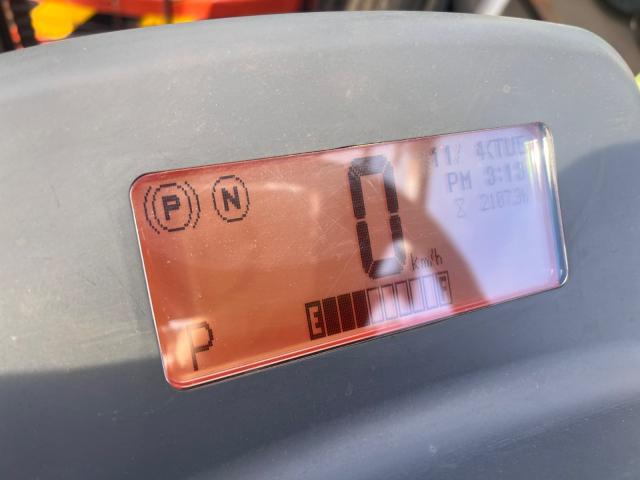 (P) N
0 km/h
11/ 4<TUE
PM 3:13
E F
P